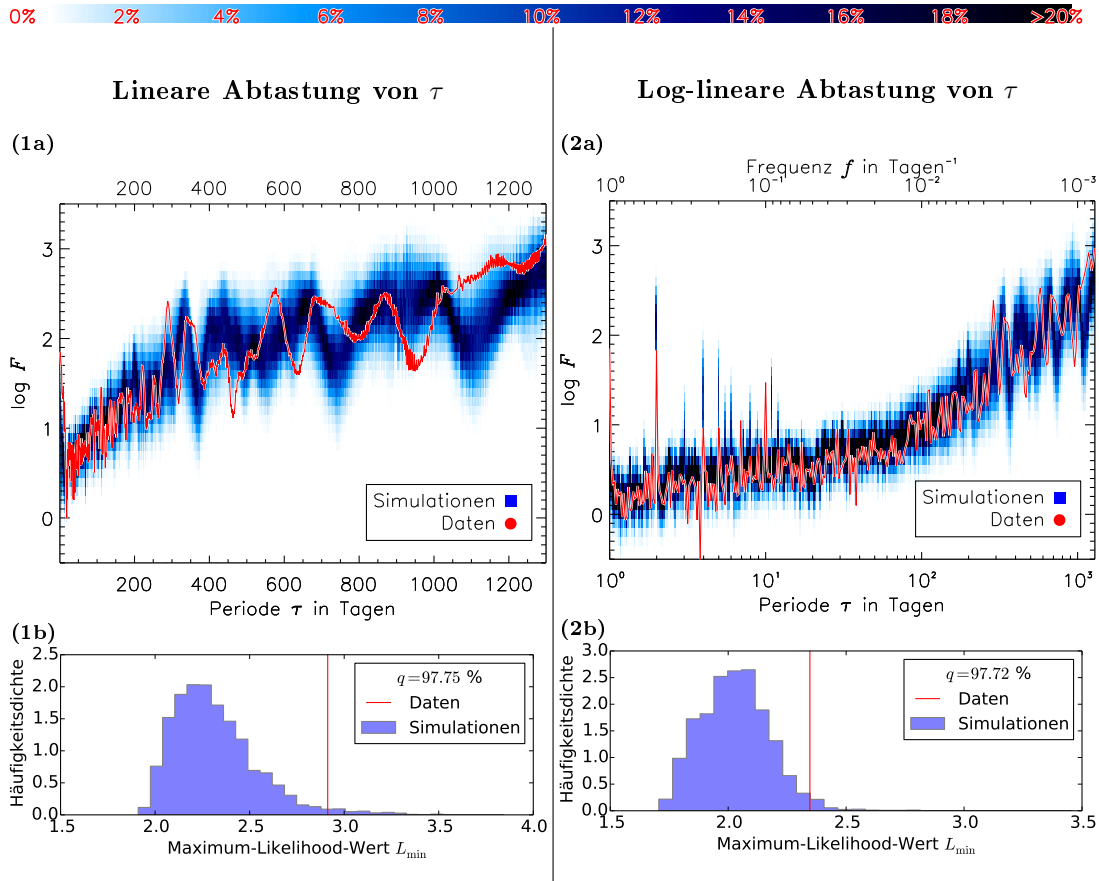 0% 2% 4% 6% 8% 10% 12% 14% 16% 18% >20%
Lineare Abtastung von τ
(1a)
200 400 600 800 1000 1200
log F
3
2
1
0
Simulationen
Daten
200 400 600 800 1000 1200
Periode τ in Tagen
(1b)
Häufigkeitsdichte
2.5
2.0
1.5
1.0
0.5
0.0
q=97.75 %
Daten
Simulationen
1.5 2.0 2.5 3.0 3.5 4.0
Maximum-Likelihood-Wert Lmin
Log-lineare Abtastung von τ
(2a)
Frequenz f in Tagen⁻¹
10⁰ 10⁻¹ 10⁻² 10⁻³
log F
3
2
1
0
Simulationen
Daten
10⁰ 10¹ 10² 10³
Periode τ in Tagen
(2b)
Häufigkeitsdichte
3.0
2.5
2.0
1.5
1.0
0.5
0.0
q=97.72 %
Daten
Simulationen
1.5 2.0 2.5 3.0 3.5
Maximum-Likelihood-Wert Lmin